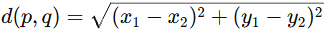 d(p, q) = √(x₁ − x₂)² + (y₁ − y₂)²